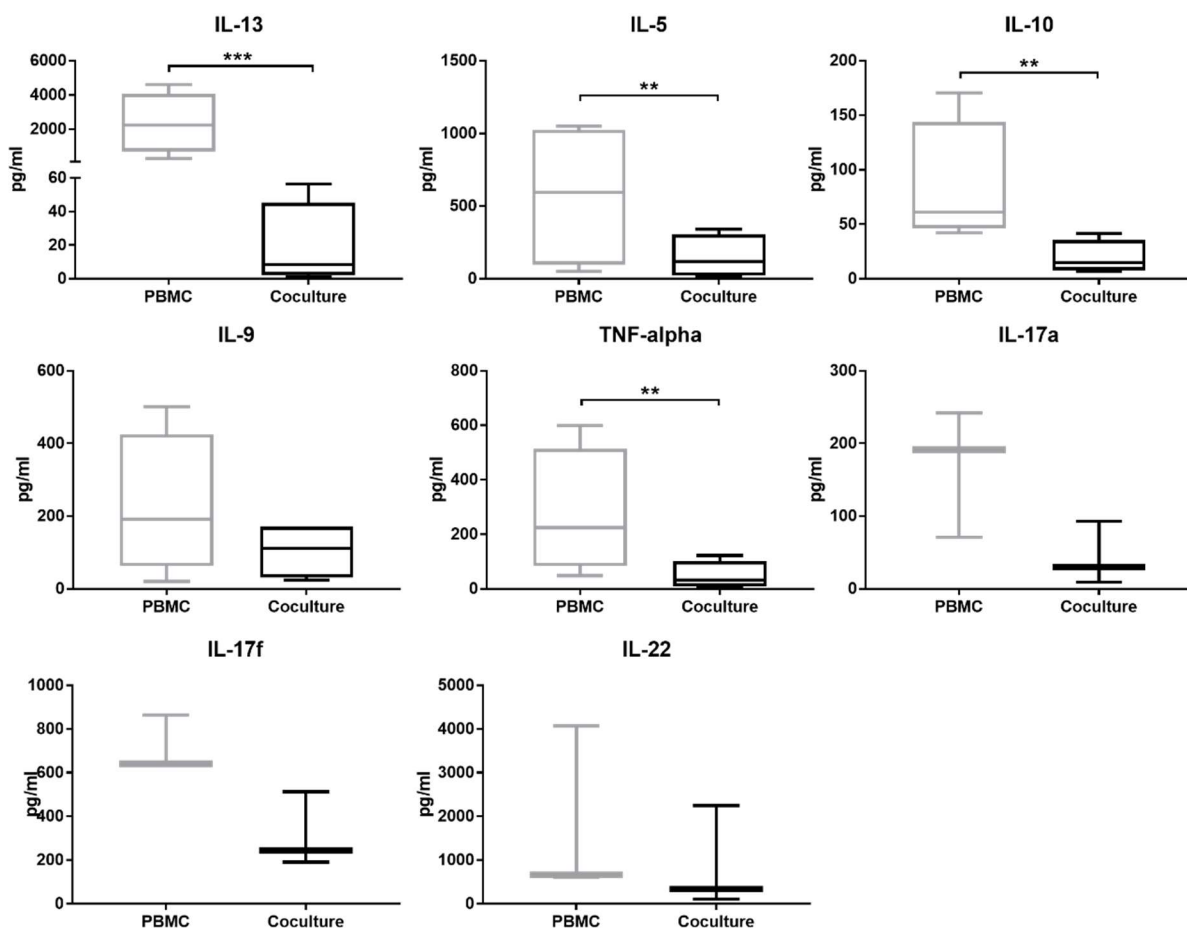 IL-13
6000
4000
2000
60
40
20
0
pg/ml
***
PBMC
Coculture
IL-5
1500
1000
500
0
pg/ml
**
PBMC
Coculture
IL-10
200
150
100
50
0
pg/ml
**
PBMC
Coculture
IL-9
600
400
200
0
pg/ml
PBMC
Coculture
TNF-alpha
800
600
400
200
0
pg/ml
**
PBMC
Coculture
IL-17a
300
200
100
0
pg/ml
PBMC
Coculture
IL-17f
1000
800
600
400
200
0
pg/ml
PBMC
Coculture
IL-22
5000
4000
3000
2000
1000
0
pg/ml
PBMC
Coculture